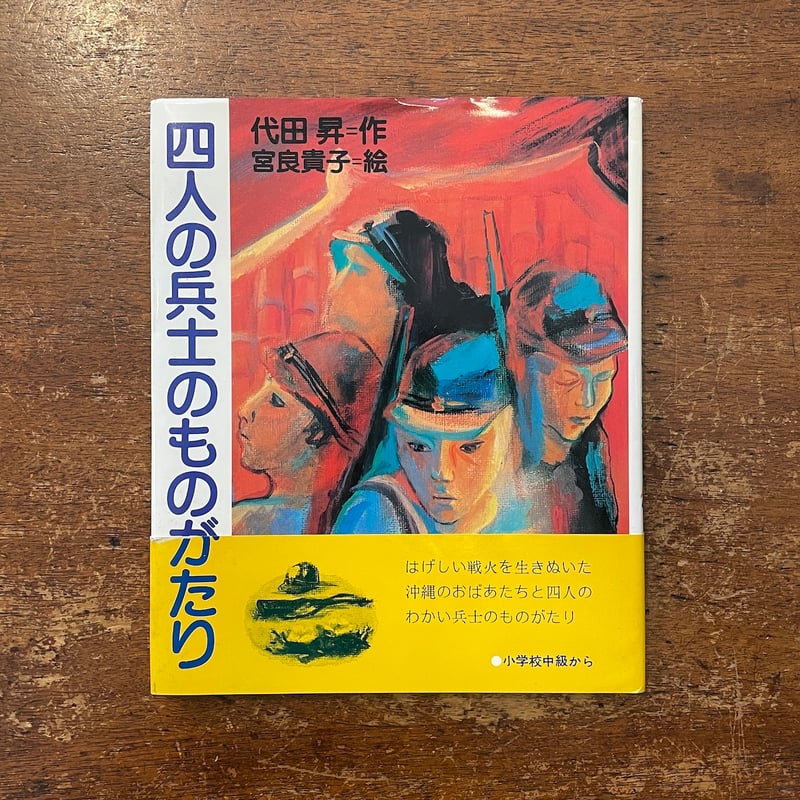 四人の兵士のものがたり
代田 昇=作
宮良貴子=絵
はげしい戦火を生きぬいた
沖縄のおばあたちと四人の
わかい兵士のものがたり
●小学校中級から